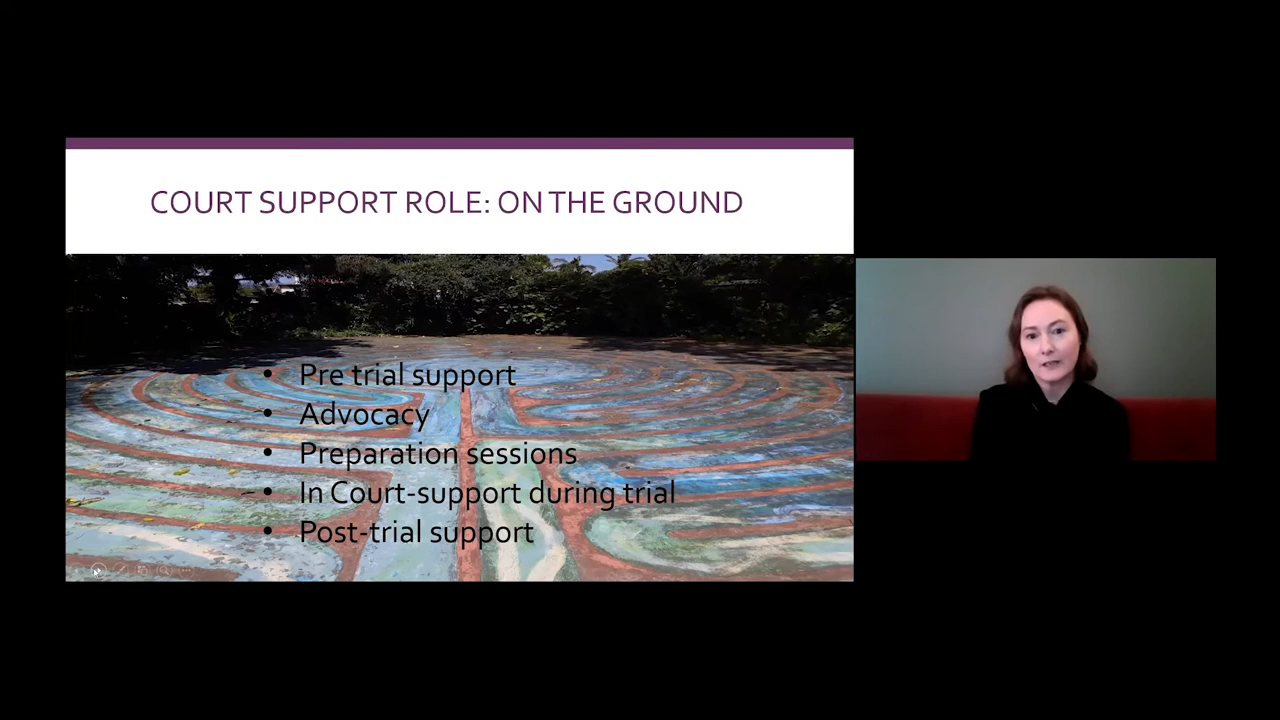 COURT SUPPORT ROLE: ON THE GROUND
• Pre trial support
• Advocacy
• Preparation sessions
• In Court-support during trial
• Post-trial support